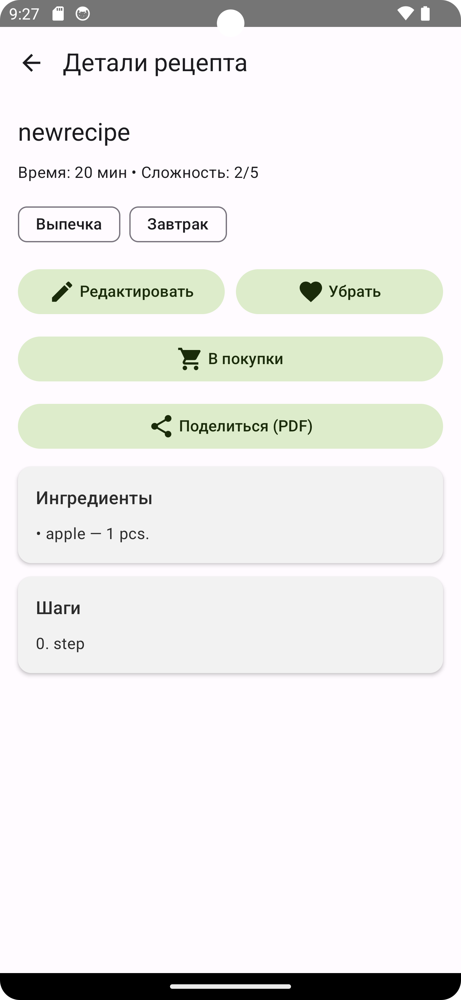 9:27
Детали рецепта
newrecipe
Время: 20 мин • Сложность: 2/5
Выпечка Завтрак
Редактировать Убрать
В покупки
Поделиться (PDF)
Ингредиенты
• apple — 1 pcs.
Шаги
0. step